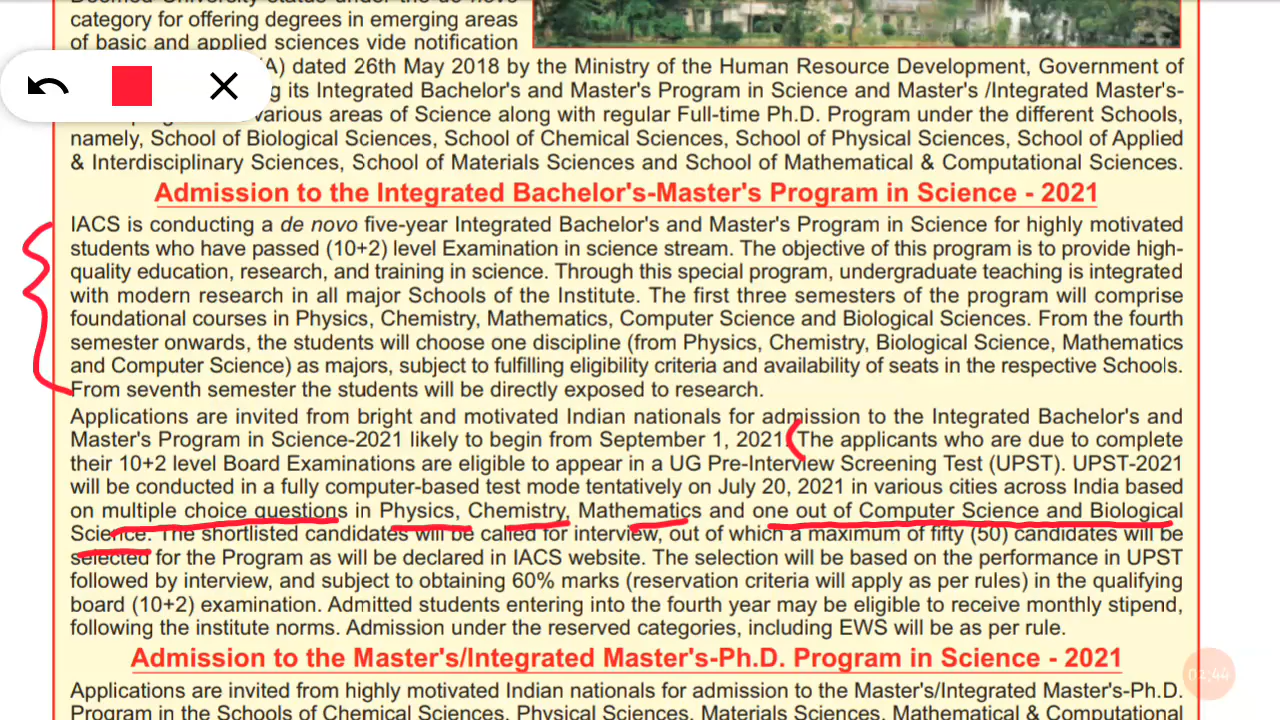 Deemed University status under the de novo
category for offering degrees in emerging areas
of basic and applied sciences vide notification
A) dated 26th May 2018 by the Ministry of the Human Resource Development, Government of
g its Integrated Bachelor's and Master's Program in Science and Master's /Integrated Master's-
various areas of Science along with regular Full-time Ph.D. Program under the different Schools,
namely, School of Biological Sciences, School of Chemical Sciences, School of Physical Sciences, School of Applied
& Interdisciplinary Sciences, School of Materials Sciences and School of Mathematical & Computational Sciences.
Admission to the Integrated Bachelor's-Master's Program in Science - 2021
IACS is conducting a de novo five-year Integrated Bachelor's and Master's Program in Science for highly motivated
students who have passed (10+2) level Examination in science stream. The objective of this program is to provide high-
quality education, research, and training in science. Through this special program, undergraduate teaching is integrated
with modern research in all major Schools of the Institute. The first three semesters of the program will comprise
foundational courses in Physics, Chemistry, Mathematics, Computer Science and Biological Sciences. From the fourth
semester onwards, the students will choose one discipline (from Physics, Chemistry, Biological Science, Mathematics
and Computer Science) as majors, subject to fulfilling eligibility criteria and availability of seats in the respective Schools.
From seventh semester the students will be directly exposed to research.
Applications are invited from bright and motivated Indian nationals for admission to the Integrated Bachelor's and
Master's Program in Science-2021 likely to begin from September 1, 2021. The applicants who are due to complete
their 10+2 level Board Examinations are eligible to appear in a UG Pre-Interview Screening Test (UPST). UPST-2021
will be conducted in a fully computer-based test mode tentatively on July 20, 2021 in various cities across India based
on multiple choice questions in Physics, Chemistry, Mathematics and one out of Computer Science and Biological
Science. The shortlisted candidates will be called for interview, out of which a maximum of fifty (50) candidates will be
selected for the Program as will be declared in IACS website. The selection will be based on the performance in UPST
followed by interview, and subject to obtaining 60% marks (reservation criteria will apply as per rules) in the qualifying
board (10+2) examination. Admitted students entering into the fourth year may be eligible to receive monthly stipend,
following the institute norms. Admission under the reserved categories, including EWS will be as per rule.
Admission to the Master's/Integrated Master's-Ph.D. Program in Science - 2021
Applications are invited from highly motivated Indian nationals for admission to the Master's/Integrated Master's-Ph.D.
Program in the Schools of Chemical Sciences, Physical Sciences, Materials Sciences, Mathematical & Computational
02:44